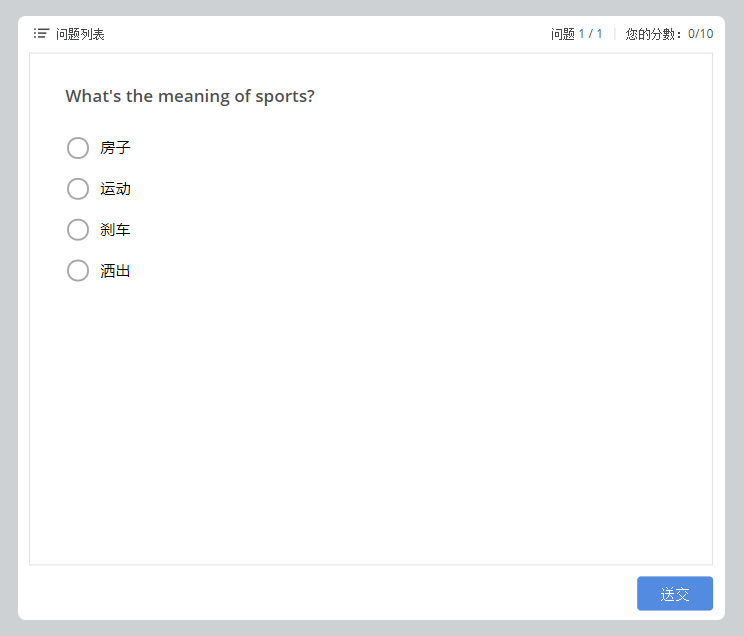 问题列表
问题 1 / 1 | 您的分數：0/10
What's the meaning of sports?
房子
运动
刹车
洒出
送交